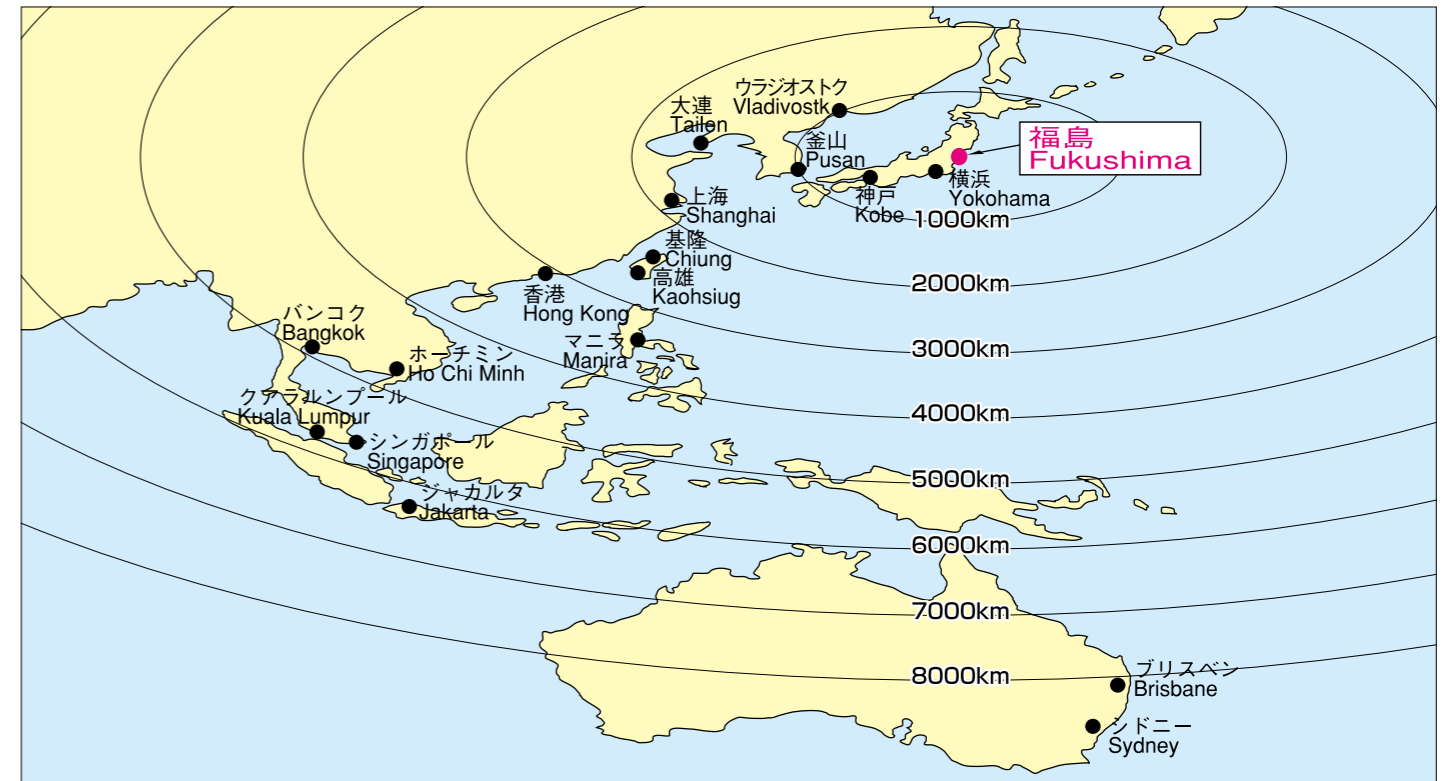 ウラジオストク
Vladivostk
大連
Tailen
釜山
Pusan
福島
Fukushima
神戸
Kobe
横浜
Yokohama
上海
Shanghai
1000km
基隆
Chiung
高雄
Kaohsiug
2000km
香港
Hong Kong
バンコク
Bangkok
マニラ
Manira
3000km
ホーチミン
Ho Chi Minh
クアラルンプール
Kuala Lumpur
4000km
シンガポール
Singapore
5000km
ジャカルタ
Jakarta
6000km
7000km
8000km
ブリスベン
Brisbane
シドニー
Sydney